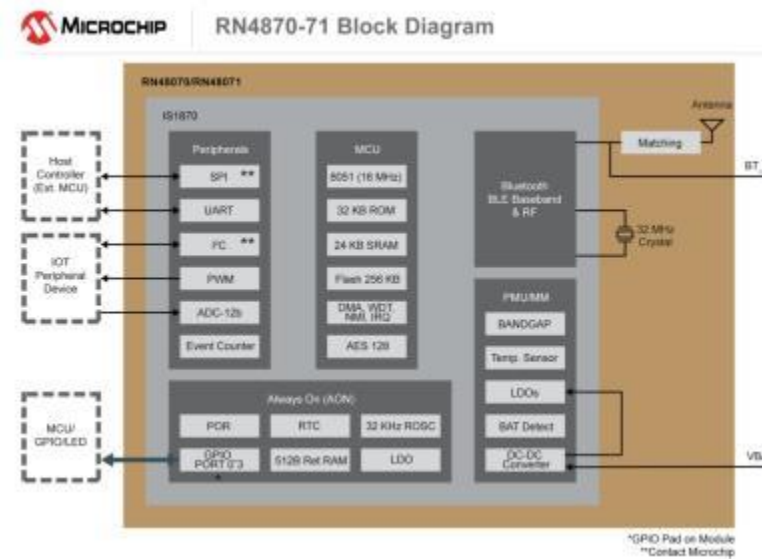 MICROCHIP
RN4870-71 Block Diagram
RN48070/RN48071
IS1870
Antenna
Matching
BT_
Host
Controller
(Ext. MCU)
Peripherals
SPI **
UART
I²C **
PWM
ADC-12b
Event Counter
MCU
8051 (16 MHz)
32 KB ROM
24 KB SRAM
Flash 256 KB
DMA, WDT,
NMI, IRQ
AES 128
Bluetooth
BLE Baseband
& RF
32 MHz
Crystal
IOT
Peripheral
Device
PMU/MM
BANDGAP
Temp. Sensor
LDOs
BAT Detect
DC-DC
Converter
MCU/
GPIO/LED
Always On (AON)
POR
RTC
32 KHz ROSC
GPIO
PORT 0˜3
512B Ret RAM
LDO
*
*GPIO Pad on Module
**Contact Microchip